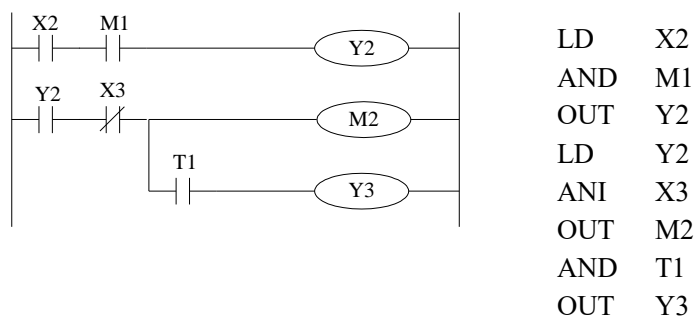 X2 M1 Y2
Y2 X3 M2
T1 Y3
LD X2
AND M1
OUT Y2
LD Y2
ANI X3
OUT M2
AND T1
OUT Y3